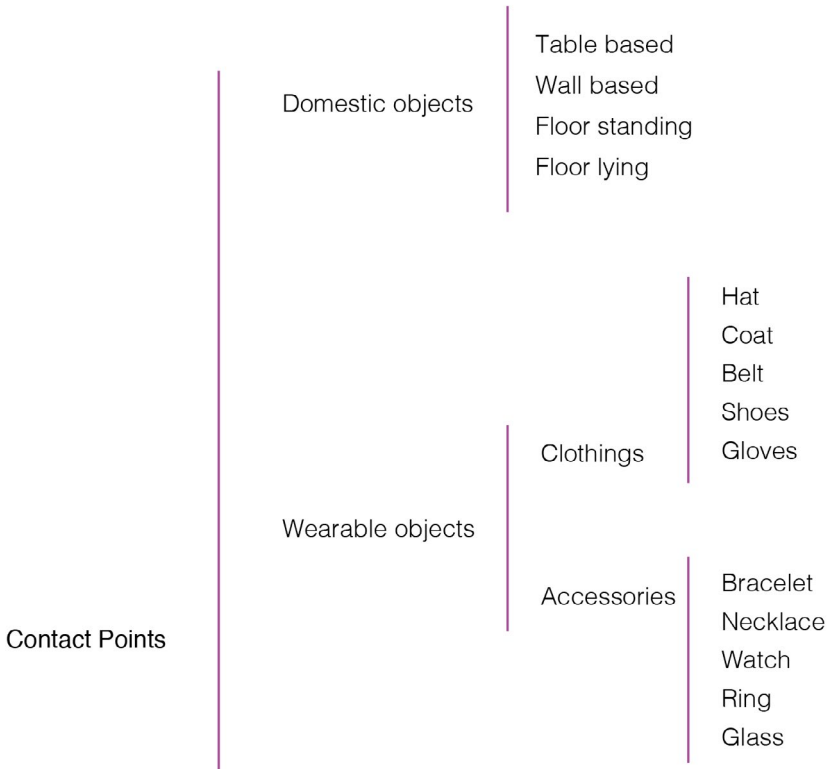 Domestic objects
Table based
Wall based
Floor standing
Floor lying
Wearable objects
Clothings
Hat
Coat
Belt
Shoes
Gloves
Accessories
Bracelet
Necklace
Watch
Ring
Glass
Contact Points